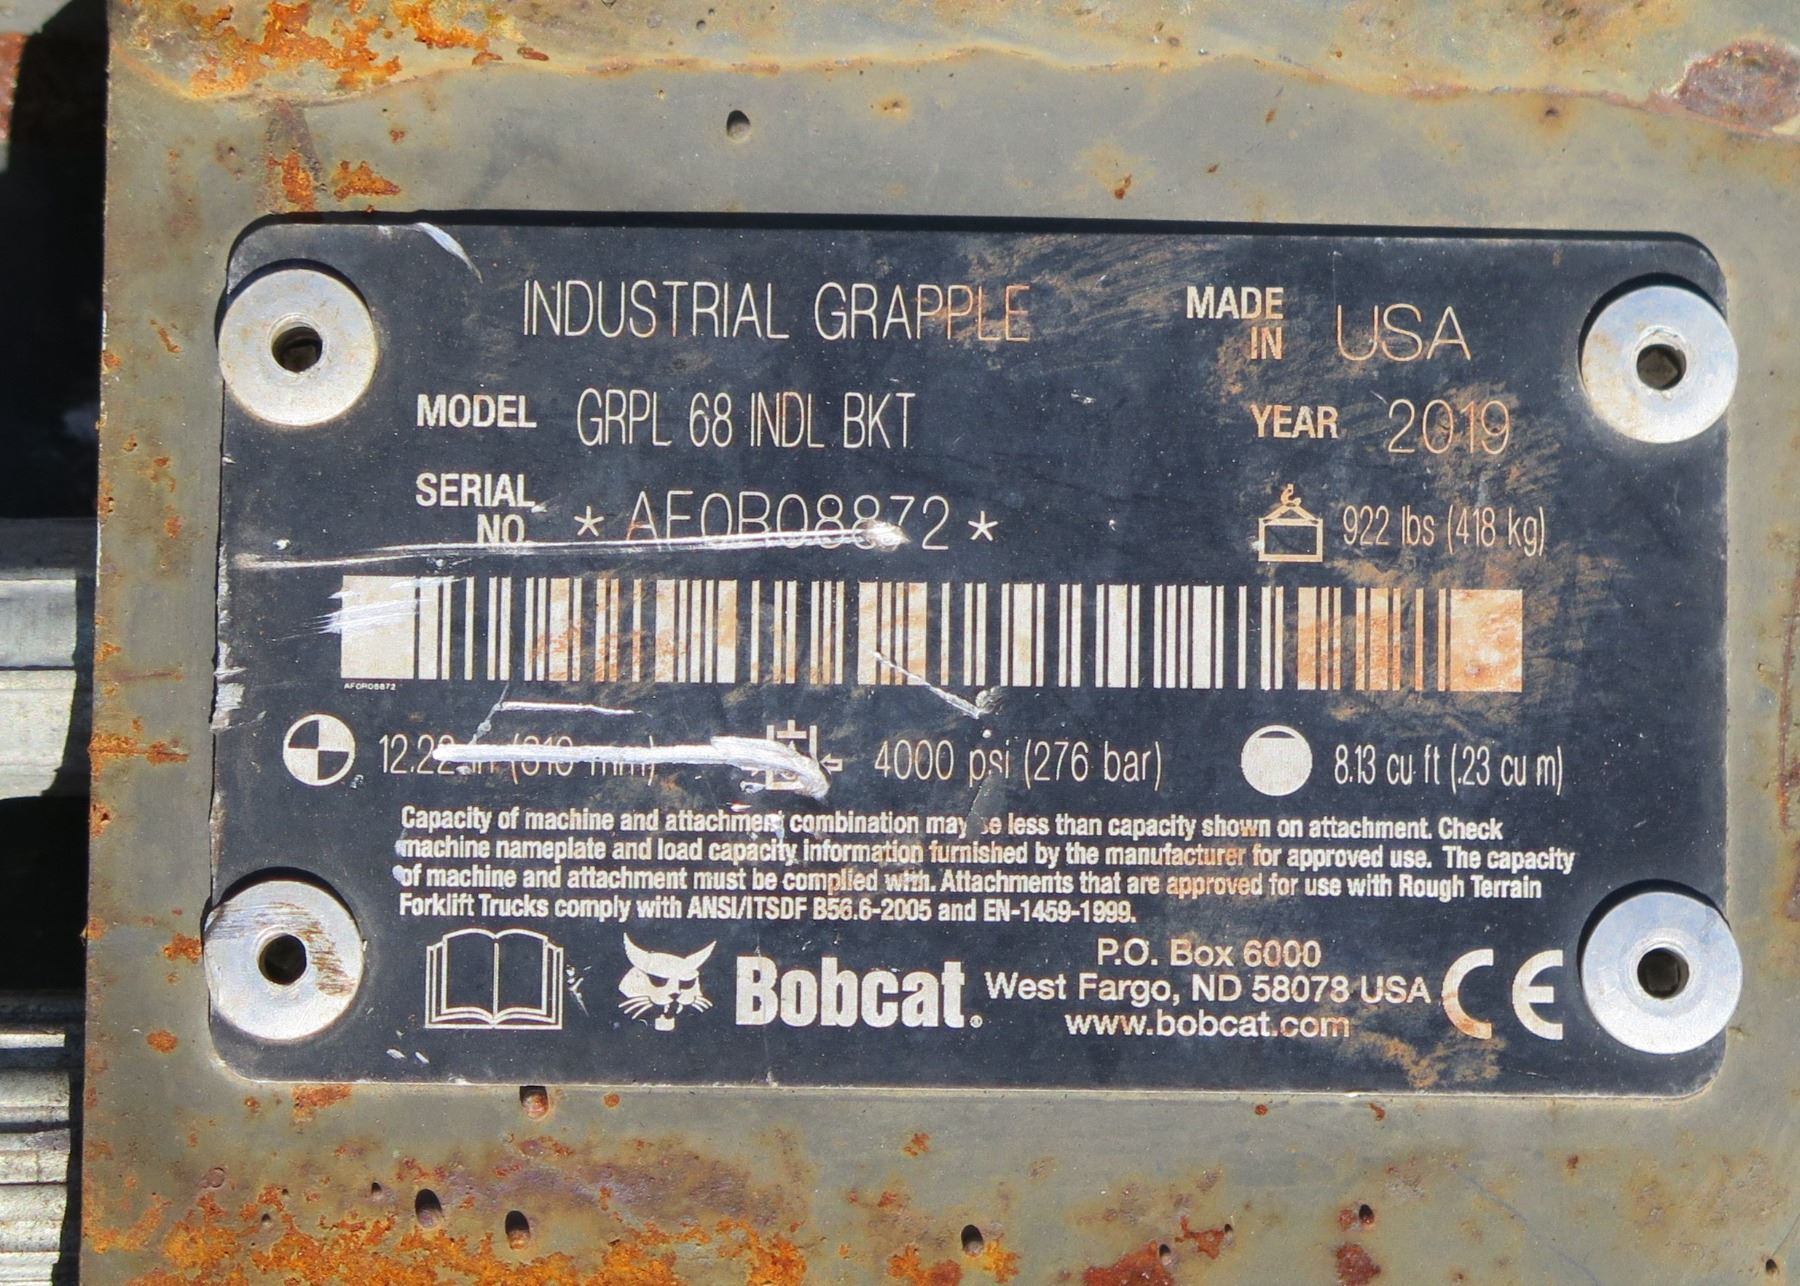 INDUSTRIAL GRAPPLE
MADE IN USA
MODEL GRPL 68 INDL BKT
YEAR 2019
SERIAL NO. * AF0R08872 *
922 lbs (418 kg)
AF0R08872
12.22 in (310 mm)
4000 psi (276 bar)
8.13 cu ft (.23 cu m)
Capacity of machine and attachment combination may be less than capacity shown on attachment. Check
machine nameplate and load capacity information furnished by the manufacturer for approved use. The capacity
of machine and attachment must be complied with. Attachments that are approved for use with Rough Terrain
Forklift Trucks comply with ANSI/ITSDF B56.6-2005 and EN-1459-1999.
Bobcat.
P.O. Box 6000
West Fargo, ND 58078 USA
www.bobcat.com
CE